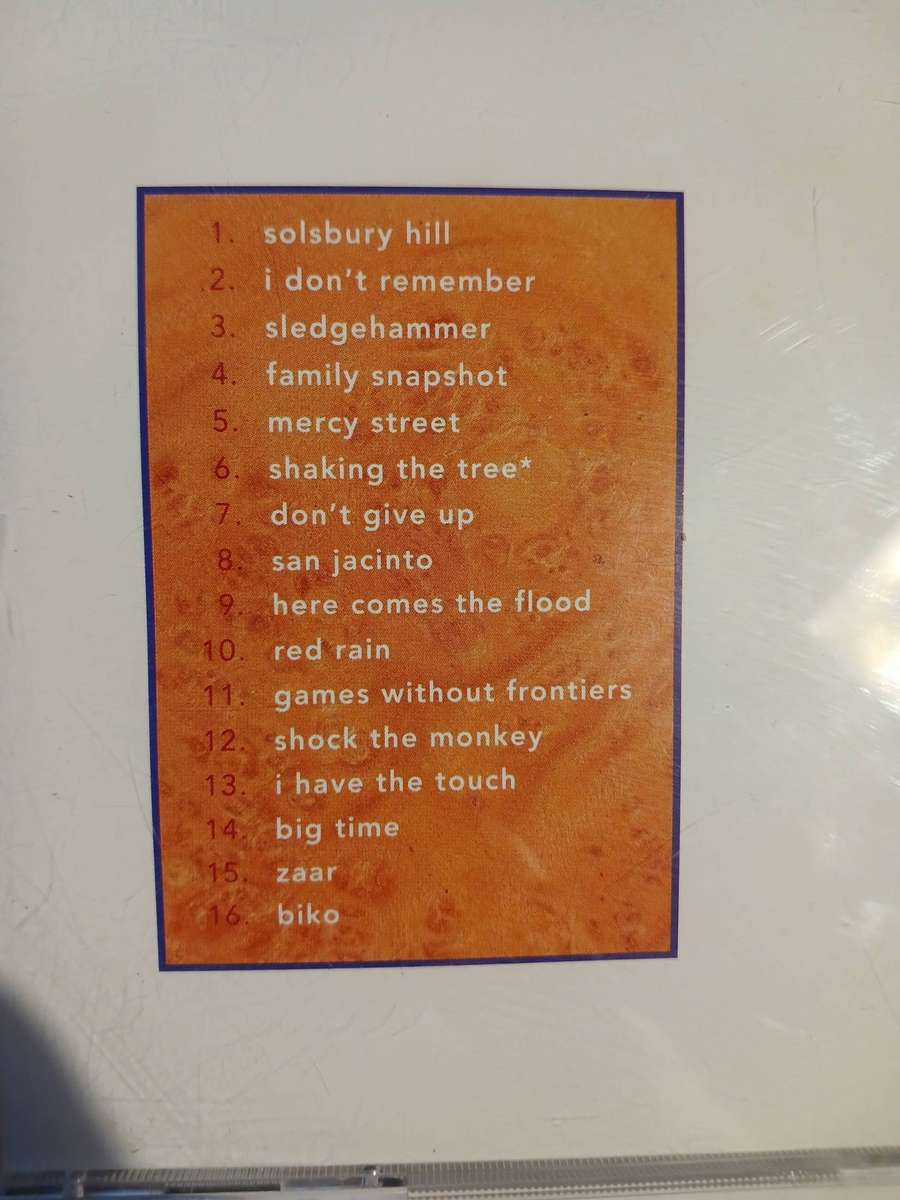 1. solsbury hill
2. i don't remember
3. sledgehammer
4. family snapshot
5. mercy street
6. shaking the tree*
7. don't give up
8. san jacinto
9. here comes the flood
10. red rain
11. games without frontiers
12. shock the monkey
13. i have the touch
14. big time
15. zaar
16. biko